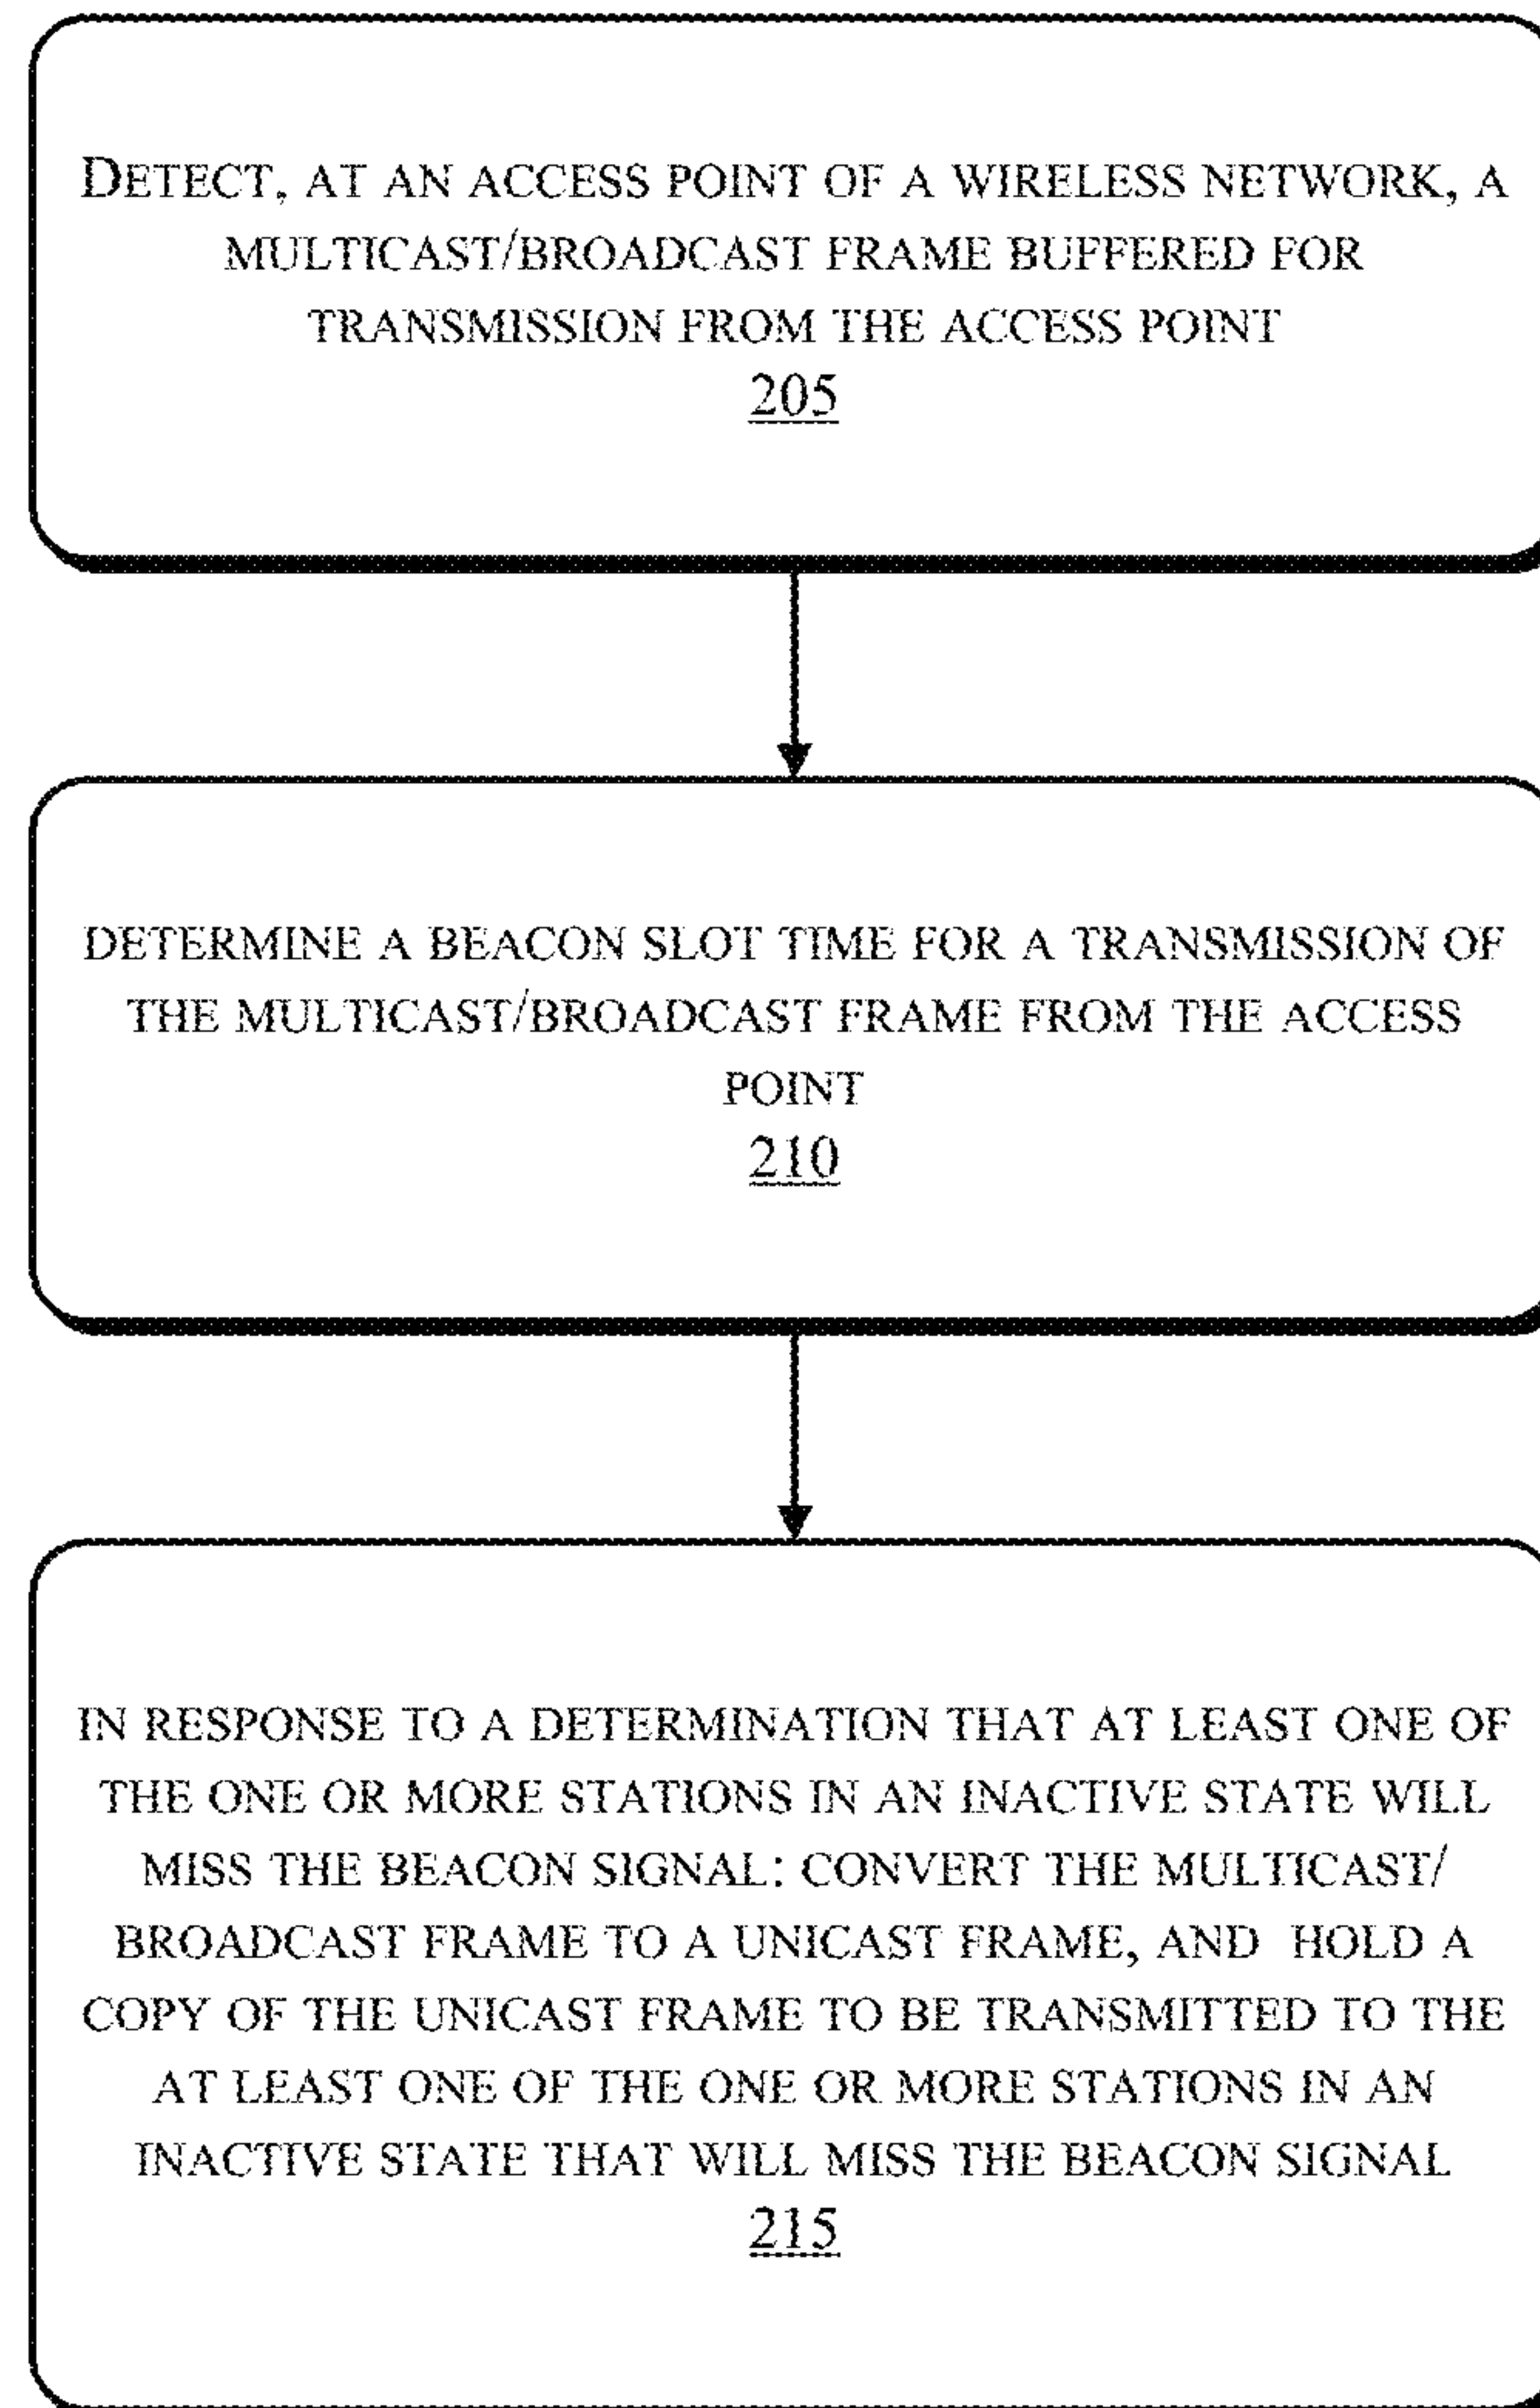 DETECT, AT AN ACCESS POINT OF A WIRELESS NETWORK, A
MULTICAST/BROADCAST FRAME BUFFERED FOR
TRANSMISSION FROM THE ACCESS POINT
205
DETERMINE A BEACON SLOT TIME FOR A TRANSMISSION OF
THE MULTICAST/BROADCAST FRAME FROM THE ACCESS
POINT
210
IN RESPONSE TO A DETERMINATION THAT AT LEAST ONE OF
THE ONE OR MORE STATIONS IN AN INACTIVE STATE WILL
MISS THE BEACON SIGNAL: CONVERT THE MULTICAST/
BROADCAST FRAME TO A UNICAST FRAME, AND HOLD A
COPY OF THE UNICAST FRAME TO BE TRANSMITTED TO THE
AT LEAST ONE OF THE ONE OR MORE STATIONS IN AN
INACTIVE STATE THAT WILL MISS THE BEACON SIGNAL
215